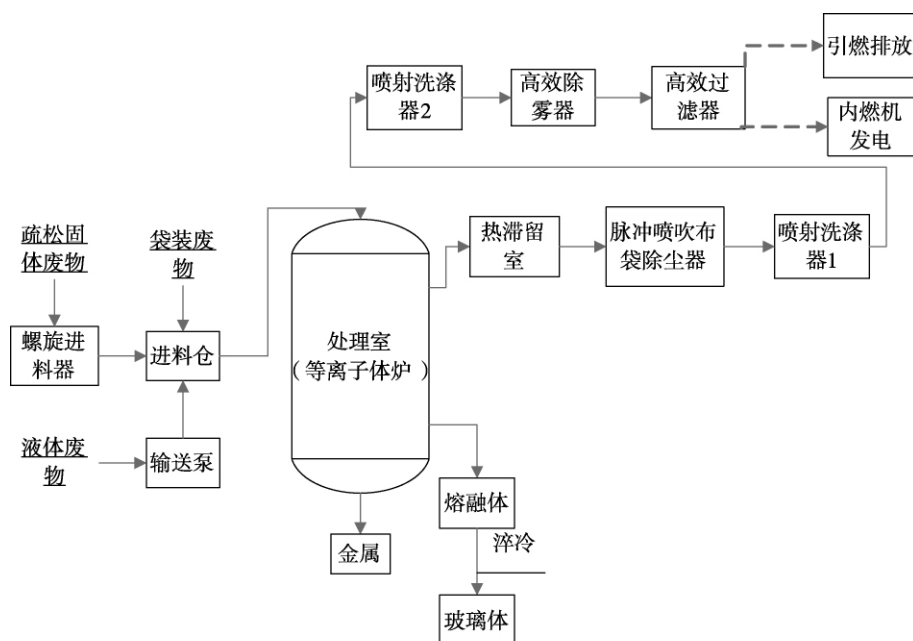 引燃排放
喷射洗涤
器2
高效除
雾器
高效过
滤器
内燃机
发电
疏松固
体废物
袋装废
物
热滞留
室
脉冲喷吹布
袋除尘器
喷射洗涤
器1
螺旋进
料器
进料仓
处理室
（等离子体炉）
液体废
物
输送泵
熔融体
金属
淬冷
玻璃体